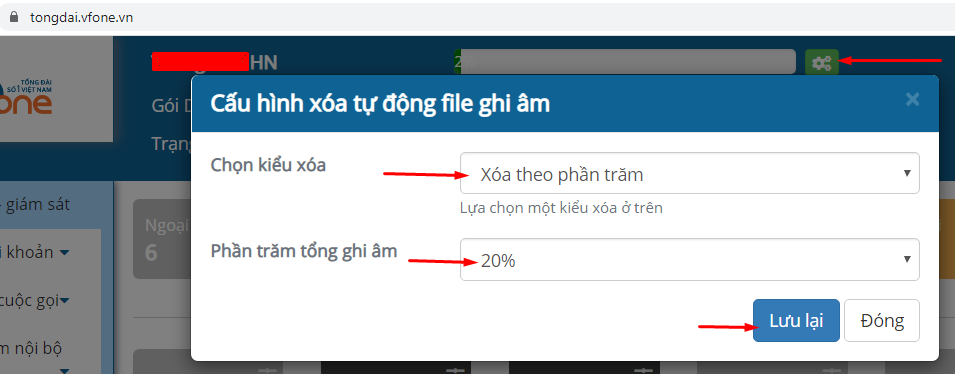 tongdai.vfone.vn
HN
2
TỔNG ĐÀI
SỐ 1 VIỆT NAM
one
Gói D
Trạng
Cấu hình xóa tự động file ghi âm
×
Chọn kiểu xóa
Xóa theo phần trăm
Lựa chọn một kiểu xóa ở trên
Phần trăm tổng ghi âm
20%
Lưu lại
Đóng
- giám sát
i khoản
cuộc gọi
m nội bộ
Ngoại
6